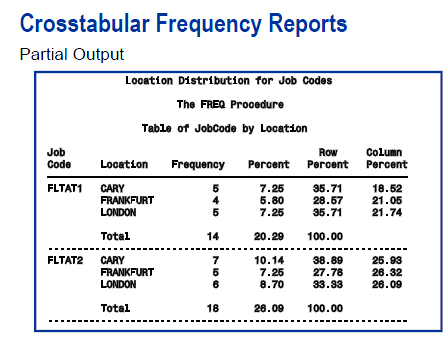 Crosstabular Frequency Reports
Partial Output
Location Distribution for Job Codes
The FREQ Procedure
Table of JobCode by Location
Job Row Column
Code Location Frequency Percent Percent Percent
FLTAT1 CARY 5 7.25 35.71 18.52
FRANKFURT 4 5.80 28.57 21.05
LONDON 5 7.25 35.71 21.74
Total 14 20.29 100.00
FLTAT2 CARY 7 10.14 38.89 25.93
FRANKFURT 5 7.25 27.78 26.32
LONDON 6 8.70 33.33 26.09
Total 18 26.09 100.00